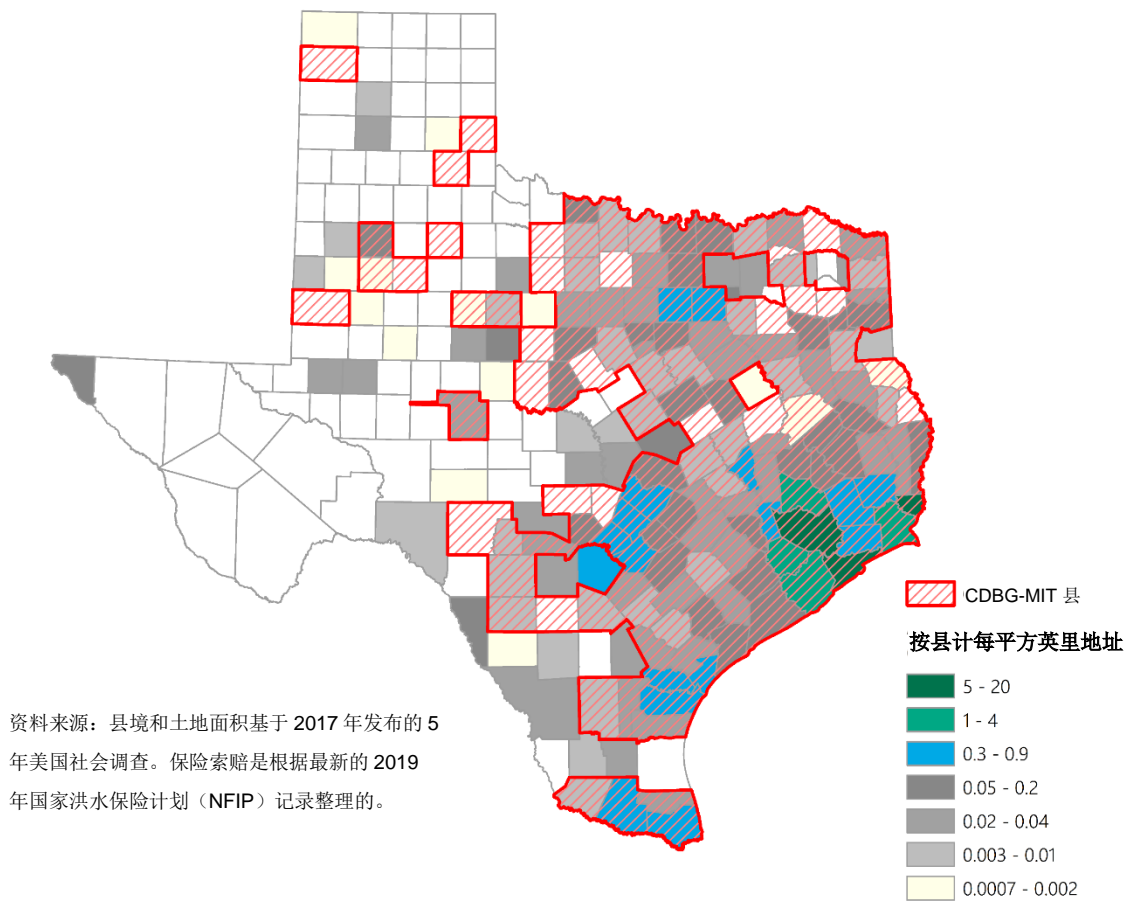 CDBG-MIT 县
按县计每平方英里地址
5 - 20
1 - 4
0.3 - 0.9
0.05 - 0.2
0.02 - 0.04
0.003 - 0.01
0.0007 - 0.002
资料来源：县境和土地面积基于 2017 年发布的 5
年美国社会调查。保险索赔是根据最新的 2019
年国家洪水保险计划（NFIP）记录整理的。